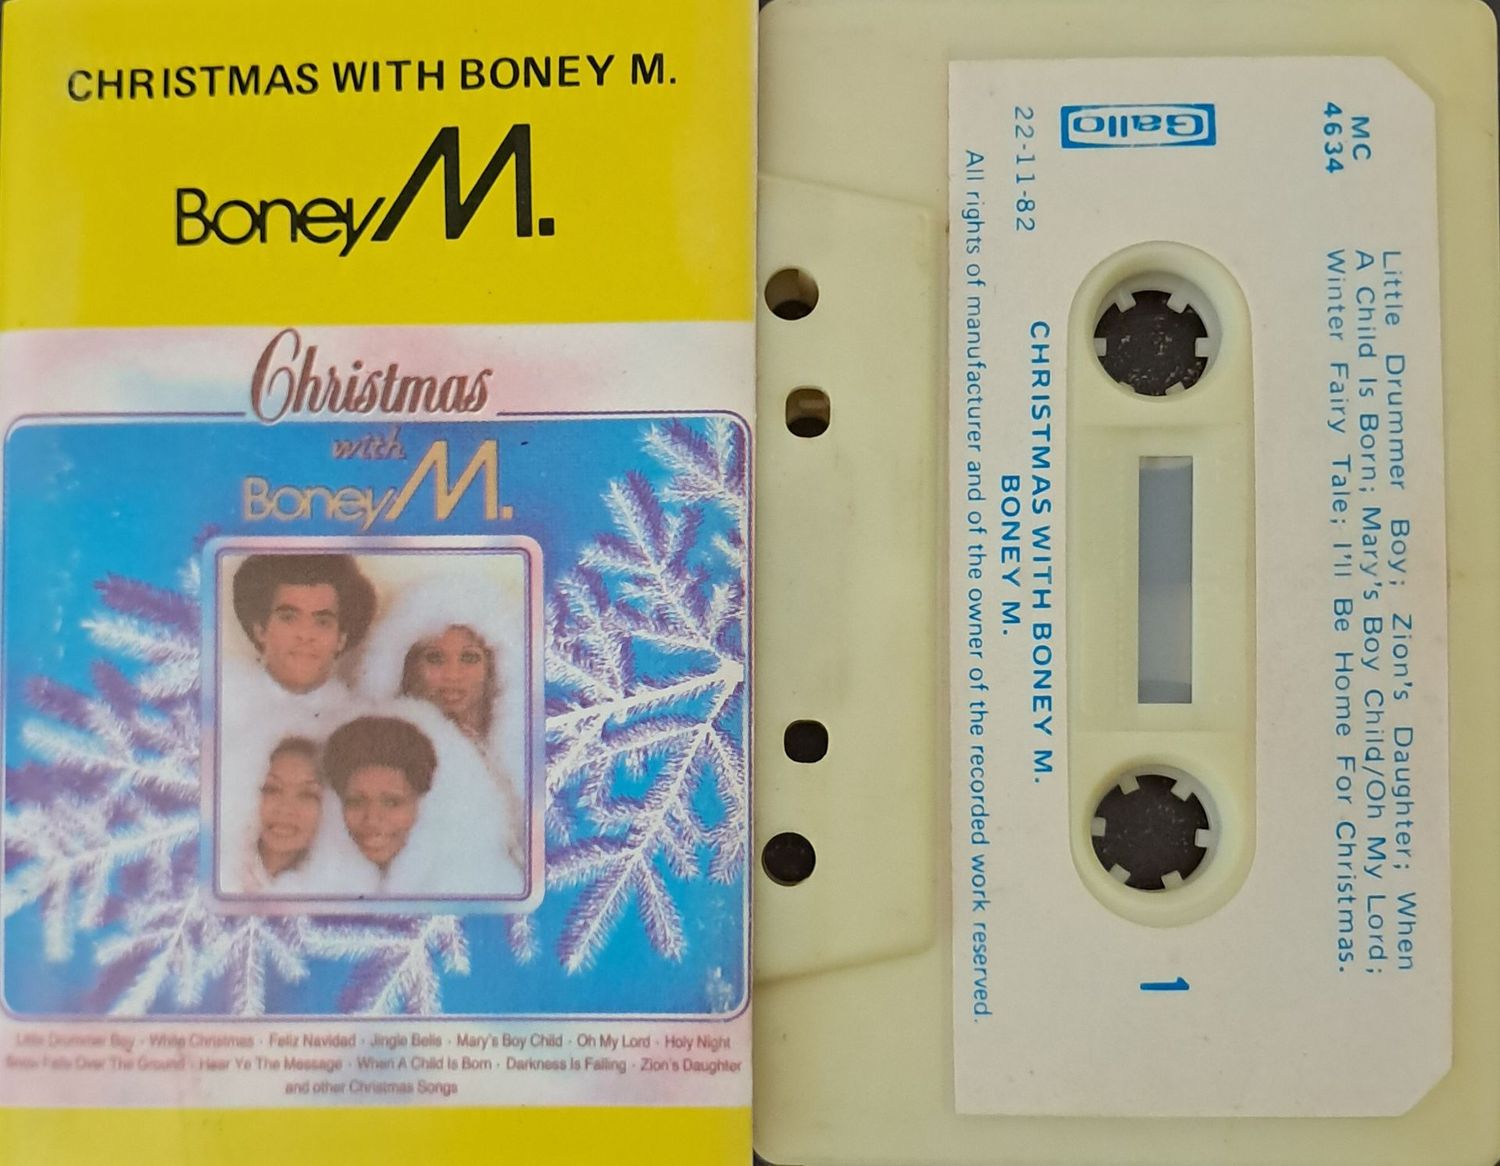 CHRISTMAS WITH BONEY M.
Boney M.
Christmas
with
Boney M.
Little Drummer Boy · White Christmas · Feliz Navidad · Jingle Bells · Mary's Boy Child · Oh My Lord · Holy Night
Snow Falls Over The Ground · Hear Ye The Message · When A Child Is Born · Darkness Is Falling · Zion's Daughter
and other Christmas Songs
MC
4634
Little Drummer Boy; Zion's Daughter; When
A Child Is Born; Mary's Boy Child/Oh My Lord;
Winter Fairy Tale; I'll Be Home For Christmas.
Gallo
1
22-11-82
CHRISTMAS WITH BONEY M.
BONEY M.
All rights of manufacturer and of the owner of the recorded work reserved.